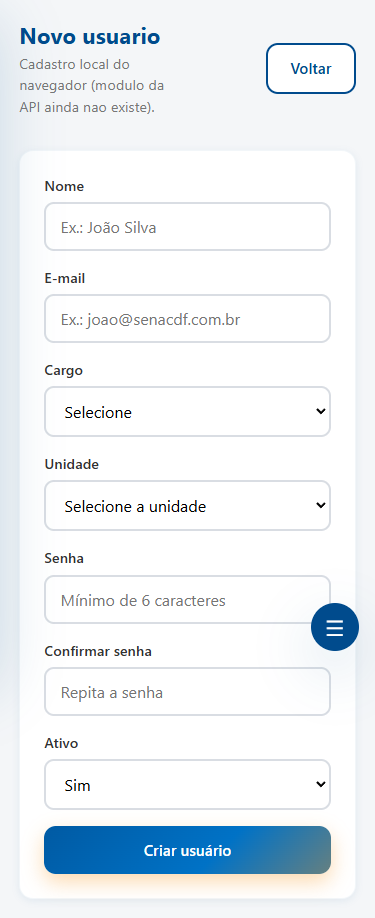 Novo usuario
Cadastro local do
navegador (modulo da
API ainda nao existe).
Voltar
Nome
Ex.: João Silva
E-mail
Ex.: joao@senacdf.com.br
Cargo
Selecione
Unidade
Selecione a unidade
Senha
Mínimo de 6 caracteres
Confirmar senha
Repita a senha
Ativo
Sim
Criar usuário